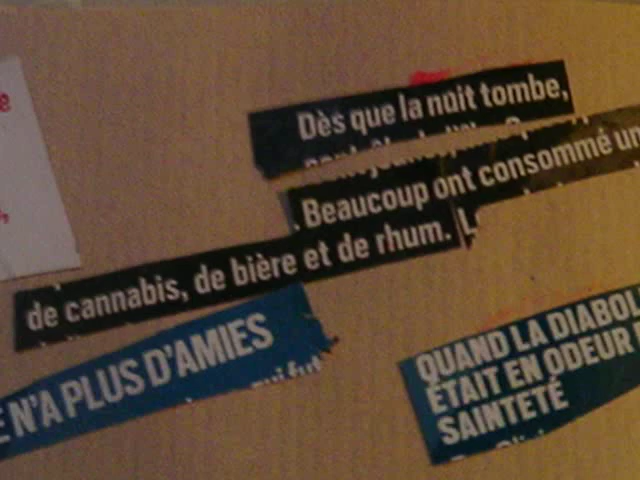 Dès que la nuit tombe,
Beaucoup ont consommé un
de cannabis, de bière et de rhum.
N'A PLUS D'AMIES
QUAND LA DIABOL
ÉTAIT EN ODEUR
SAINTETÉ